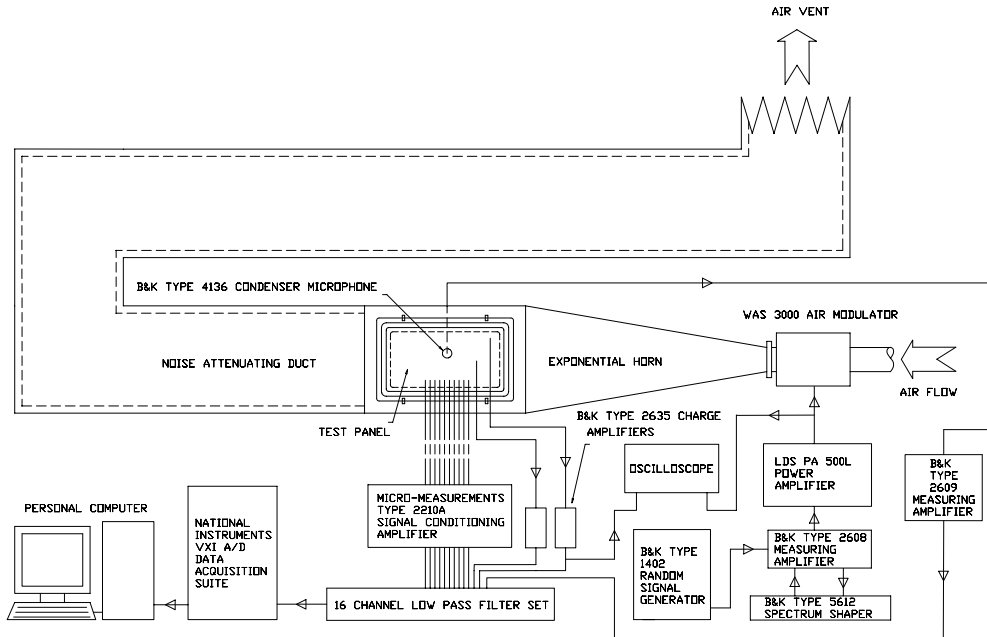 AIR VENT
B&K TYPE 4136 CONDENSER MICROPHONE
WAS 3000 AIR MODULATOR
NOISE ATTENUATING DUCT
EXPONENTIAL HORN
AIR FLOW
TEST PANEL
B&K TYPE 2635 CHARGE
AMPLIFIERS
OSCILLOSCOPE
LDS PA 500L
POWER
AMPLIFIER
B&K
TYPE
2609
MEASURING
AMPLIFIER
PERSONAL COMPUTER
NATIONAL
INSTRUMENTS
VXI A/D
DATA
ACQUISITION
SUITE
MICRO-MEASUREMENTS
TYPE 2210A
SIGNAL CONDITIONING
AMPLIFIER
B&K TYPE
1402
RANDOM
SIGNAL
GENERATOR
B&K TYPE 2608
MEASURING
AMPLIFIER
B&K TYPE 5612
SPECTRUM SHAPER
16 CHANNEL LOW PASS FILTER SET